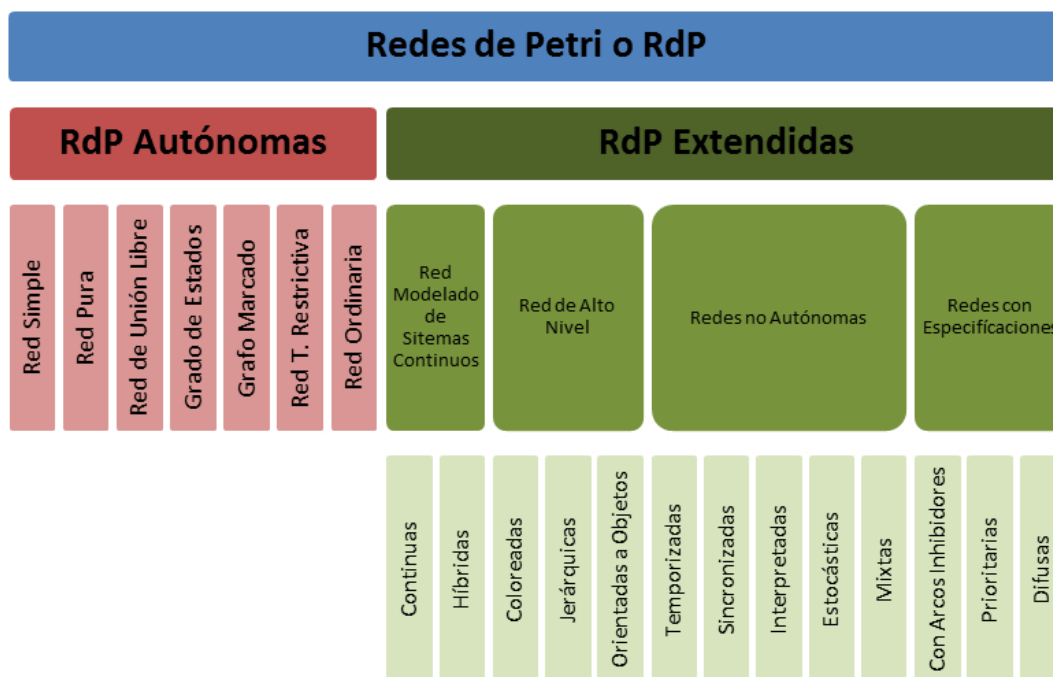 Redes de Petri o RdP
RdP Autónomas
RdP Extendidas
Red Simple
Red Pura
Red de Unión Libre
Grado de Estados
Grafo Marcado
Red T. Restrictiva
Red Ordinaria
Red
Modelado
de
Sitemas
Continuos
Red de Alto
Nivel
Redes no Autónomas
Redes con
Especifícaciones
Continuas
Híbridas
Coloreadas
Jerárquicas
Orientadas a Objetos
Temporizadas
Sincronizadas
Interpretadas
Estocásticas
Mixtas
Con Arcos Inhibidores
Prioritarias
Difusas